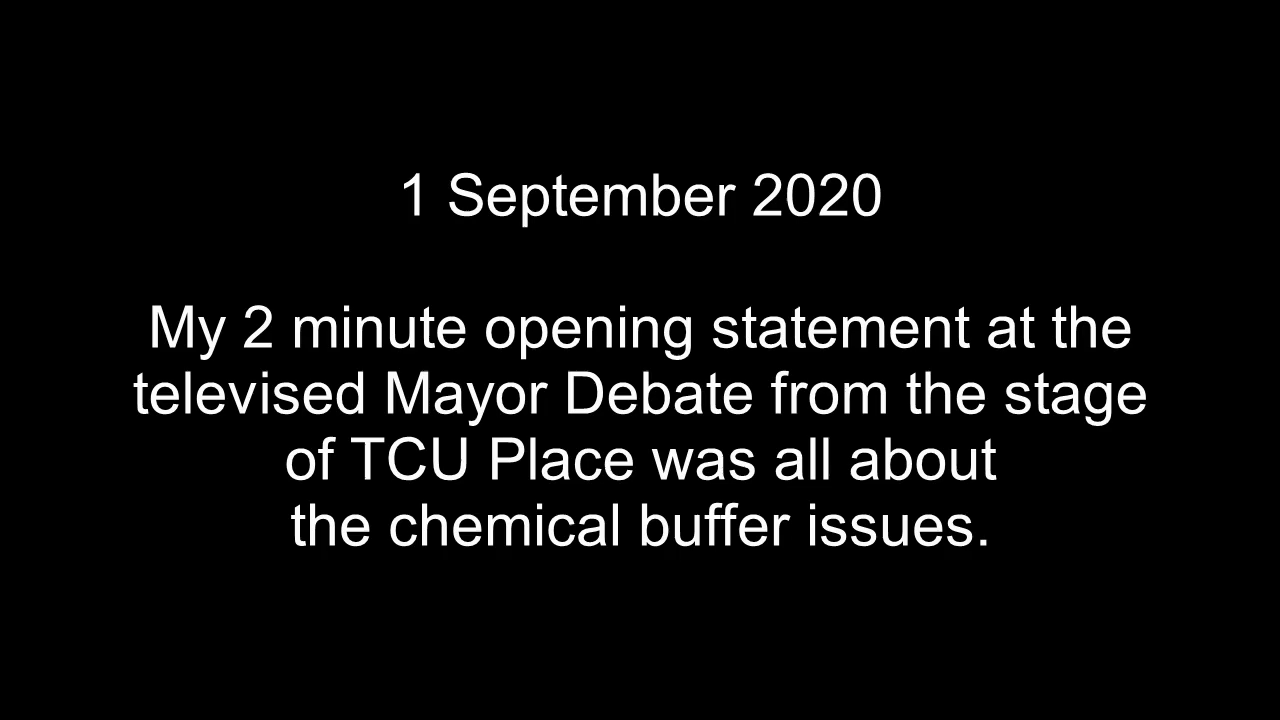 1 September 2020
My 2 minute opening statement at the
televised Mayor Debate from the stage
of TCU Place was all about
the chemical buffer issues.